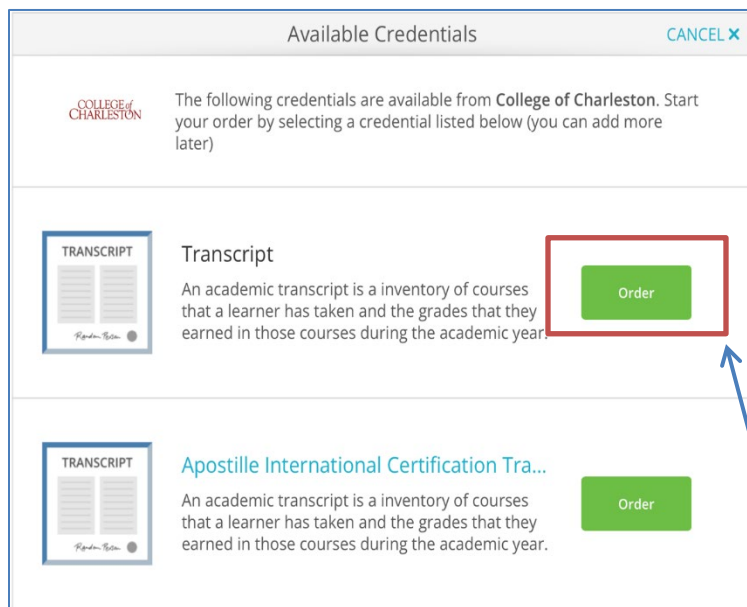 Available Credentials
CANCEL ×
COLLEGE of
CHARLESTON
The following credentials are available from College of Charleston. Start
your order by selecting a credential listed below (you can add more
later)
TRANSCRIPT
Transcript
An academic transcript is a inventory of courses
that a learner has taken and the grades that they
earned in those courses during the academic year.
Order
TRANSCRIPT
Apostille International Certification Tra...
An academic transcript is a inventory of courses
that a learner has taken and the grades that they
earned in those courses during the academic year.
Order